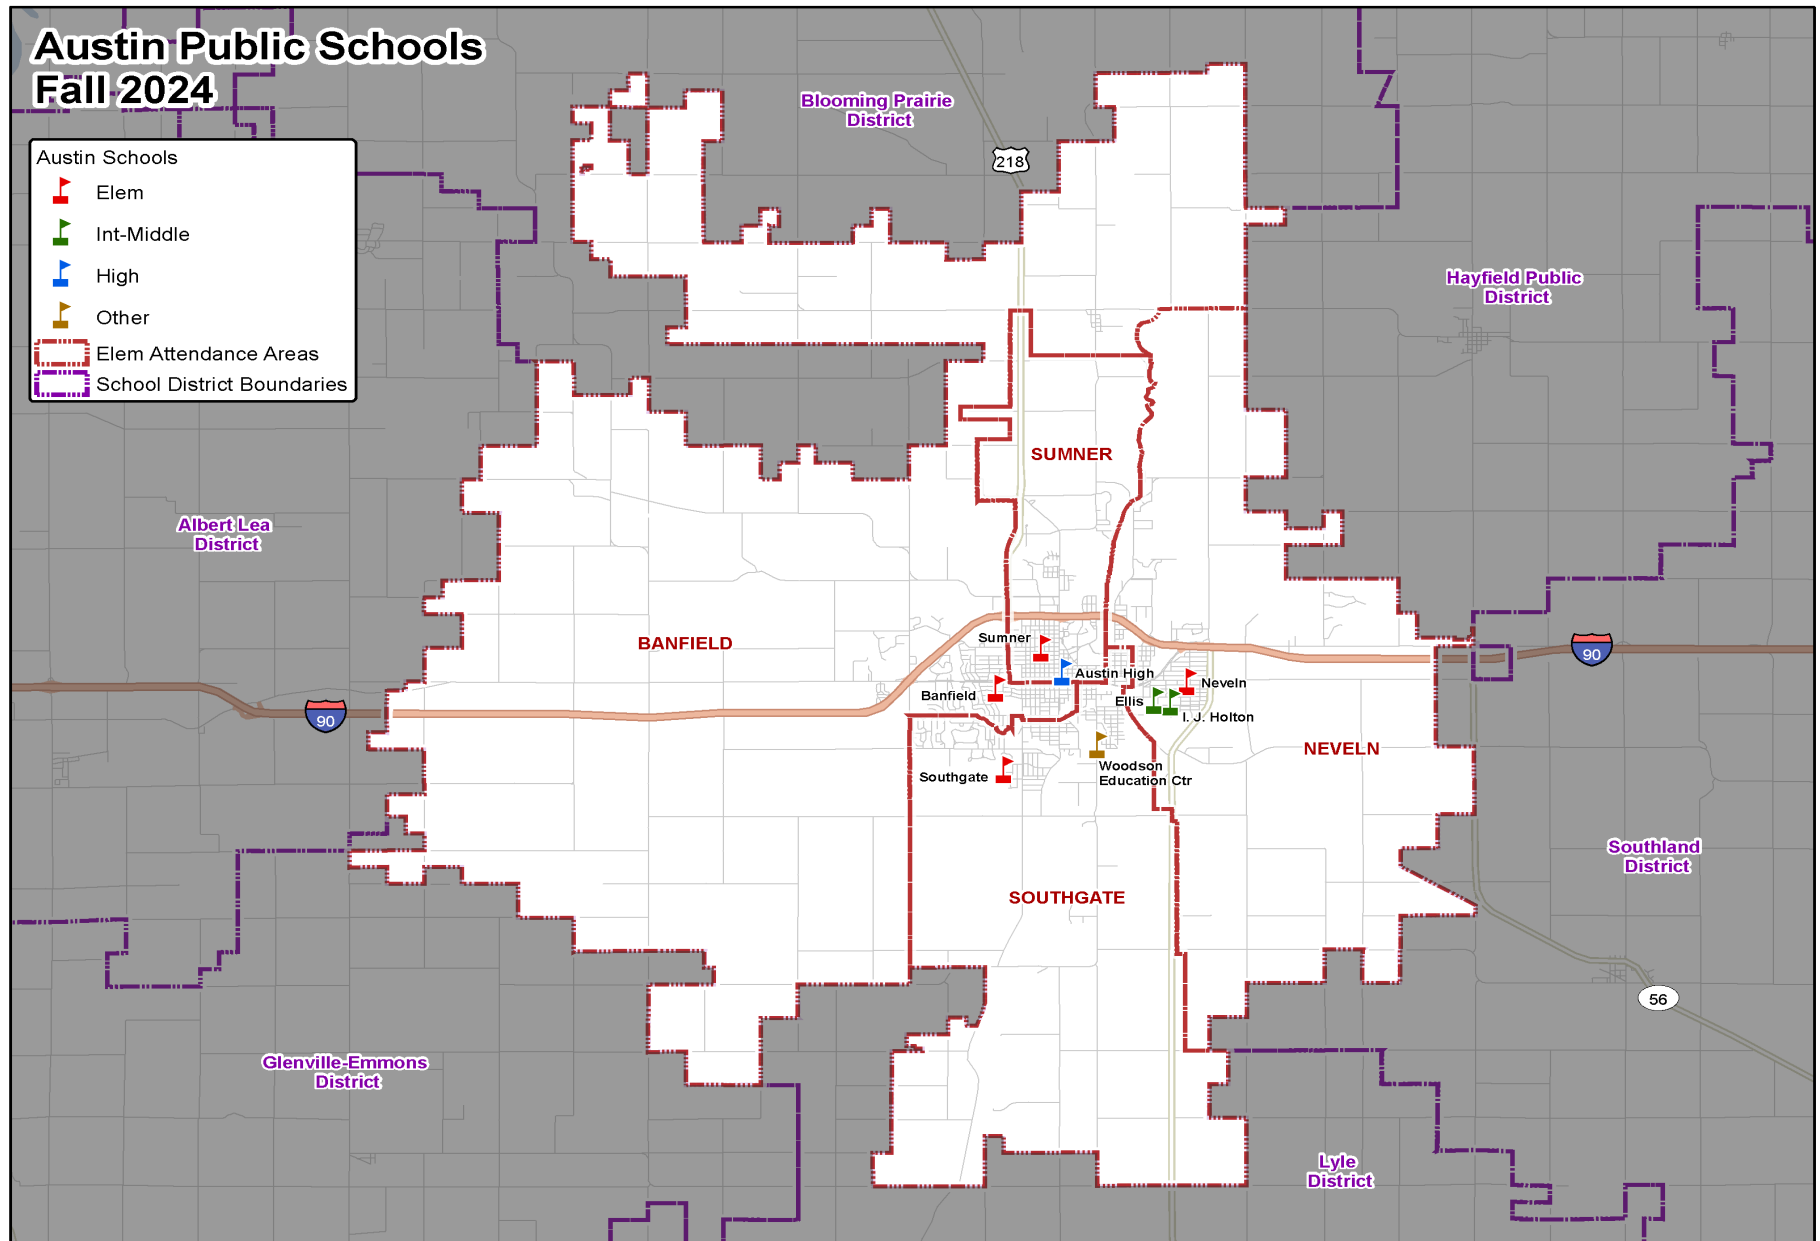 Austin Public Schools
Fall 2024
Austin Schools
Elem
Int-Middle
High
Other
Elem Attendance Areas
School District Boundaries
Blooming Prairie
District
218
Hayfield Public
District
SUMNER
Albert Lea
District
BANFIELD
Sumner
Austin High
Banfield
Neveln
Ellis
I. J. Holton
90
90
NEVELN
Woodson
Education Ctr
Southgate
Southland
District
SOUTHGATE
56
Glenville-Emmons
District
Lyle
District